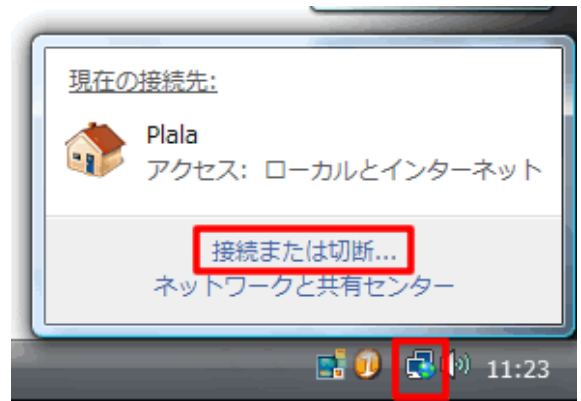 現在の接続先:
Plala
アクセス: ローカルとインターネット
接続または切断...
ネットワークと共有センター
11:23